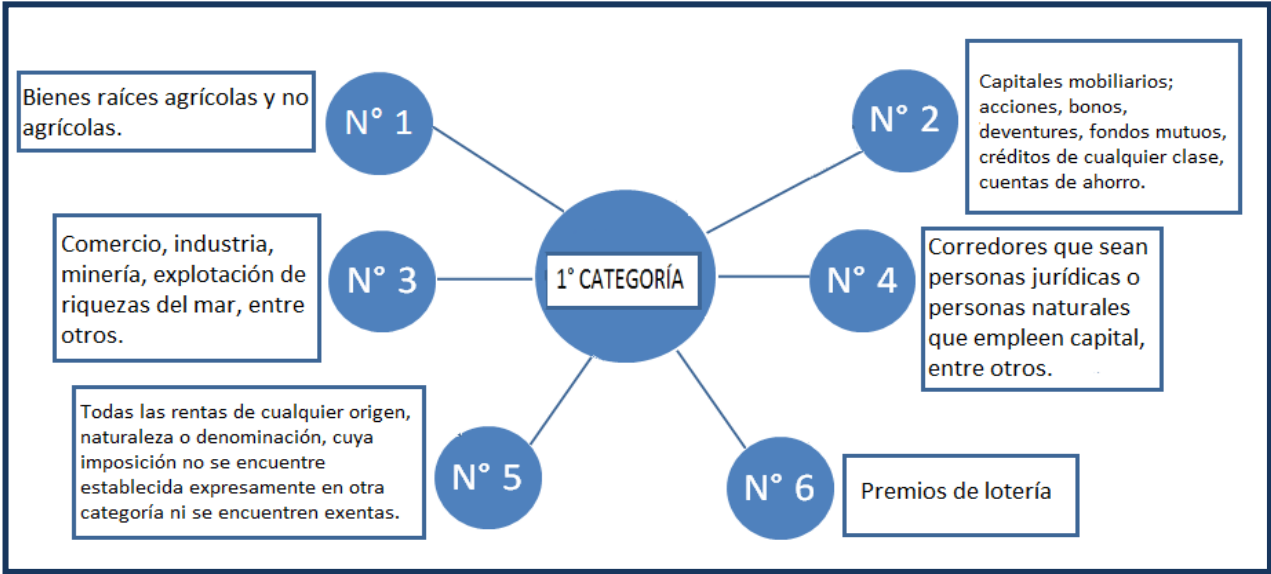 Bienes raíces agrícolas y no
agrícolas.
N° 1
N° 2
Capitales mobiliarios;
acciones, bonos,
deventures, fondos mutuos,
créditos de cualquier clase,
cuentas de ahorro.
Comercio, industria,
minería, explotación de
riquezas del mar, entre
otros.
N° 3
1° CATEGORÍA
N° 4
Corredores que sean
personas jurídicas o
personas naturales
que empleen capital,
entre otros.
Todas las rentas de cualquier origen,
naturaleza o denominación, cuya
imposición no se encuentre
establecida expresamente en otra
categoría ni se encuentren exentas.
N° 5
N° 6
Premios de lotería